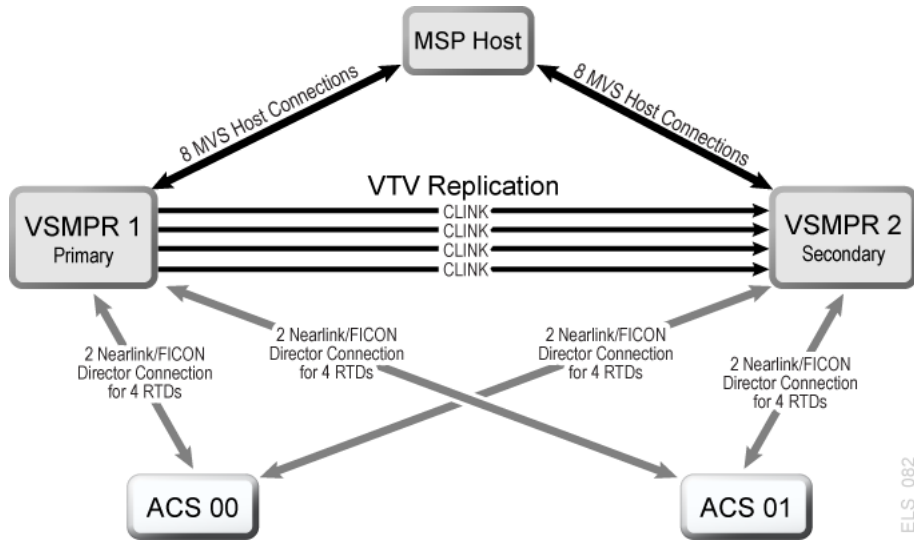 MSP Host
8 MVS Host Connections
8 MVS Host Connections
VTV Replication
VSMPR 1
Primary
CLINK
CLINK
CLINK
CLINK
VSMPR 2
Secondary
2 Nearlink/FICON
Director Connection
for 4 RTDs
2 Nearlink/FICON
Director Connection
for 4 RTDs
2 Nearlink/FICON
Director Connection
for 4 RTDs
2 Nearlink/FICON
Director Connection
for 4 RTDs
ACS 00
ACS 01
ELS_082